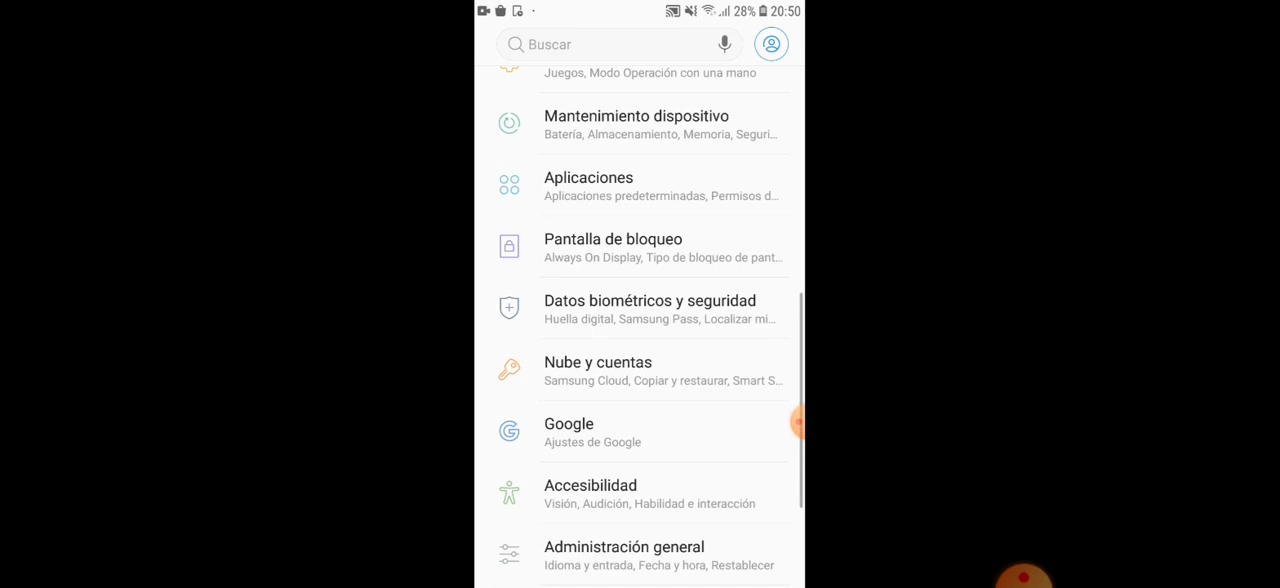 28% 20:50
Buscar
Juegos, Modo Operación con una mano
Mantenimiento dispositivo
Batería, Almacenamiento, Memoria, Seguri...
Aplicaciones
Aplicaciones predeterminadas, Permisos d...
Pantalla de bloqueo
Always On Display, Tipo de bloqueo de pant...
Datos biométricos y seguridad
Huella digital, Samsung Pass, Localizar mi...
Nube y cuentas
Samsung Cloud, Copiar y restaurar, Smart S...
Google
Ajustes de Google
Accesibilidad
Visión, Audición, Habilidad e interacción
Administración general
Idioma y entrada, Fecha y hora, Restablecer